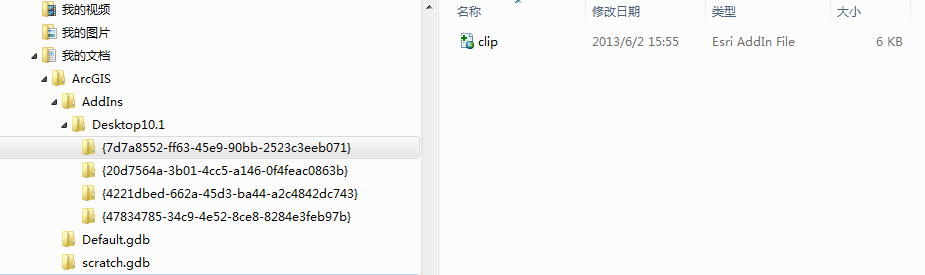 我的视频
我的图片
我的文档
ArcGIS
AddIns
Desktop10.1
{7d7a8552-ff63-45e9-90bb-2523c3eeb071}
{20d7564a-3b01-4cc5-a146-0f4feac0863b}
{4221dbed-662a-45d3-ba44-a2c4842dc743}
{47834785-34c9-4e52-8ce8-8284e3feb97b}
Default.gdb
scratch.gdb
名称 修改日期 类型 大小
clip 2013/6/2 15:55 Esri AddIn File 6 KB